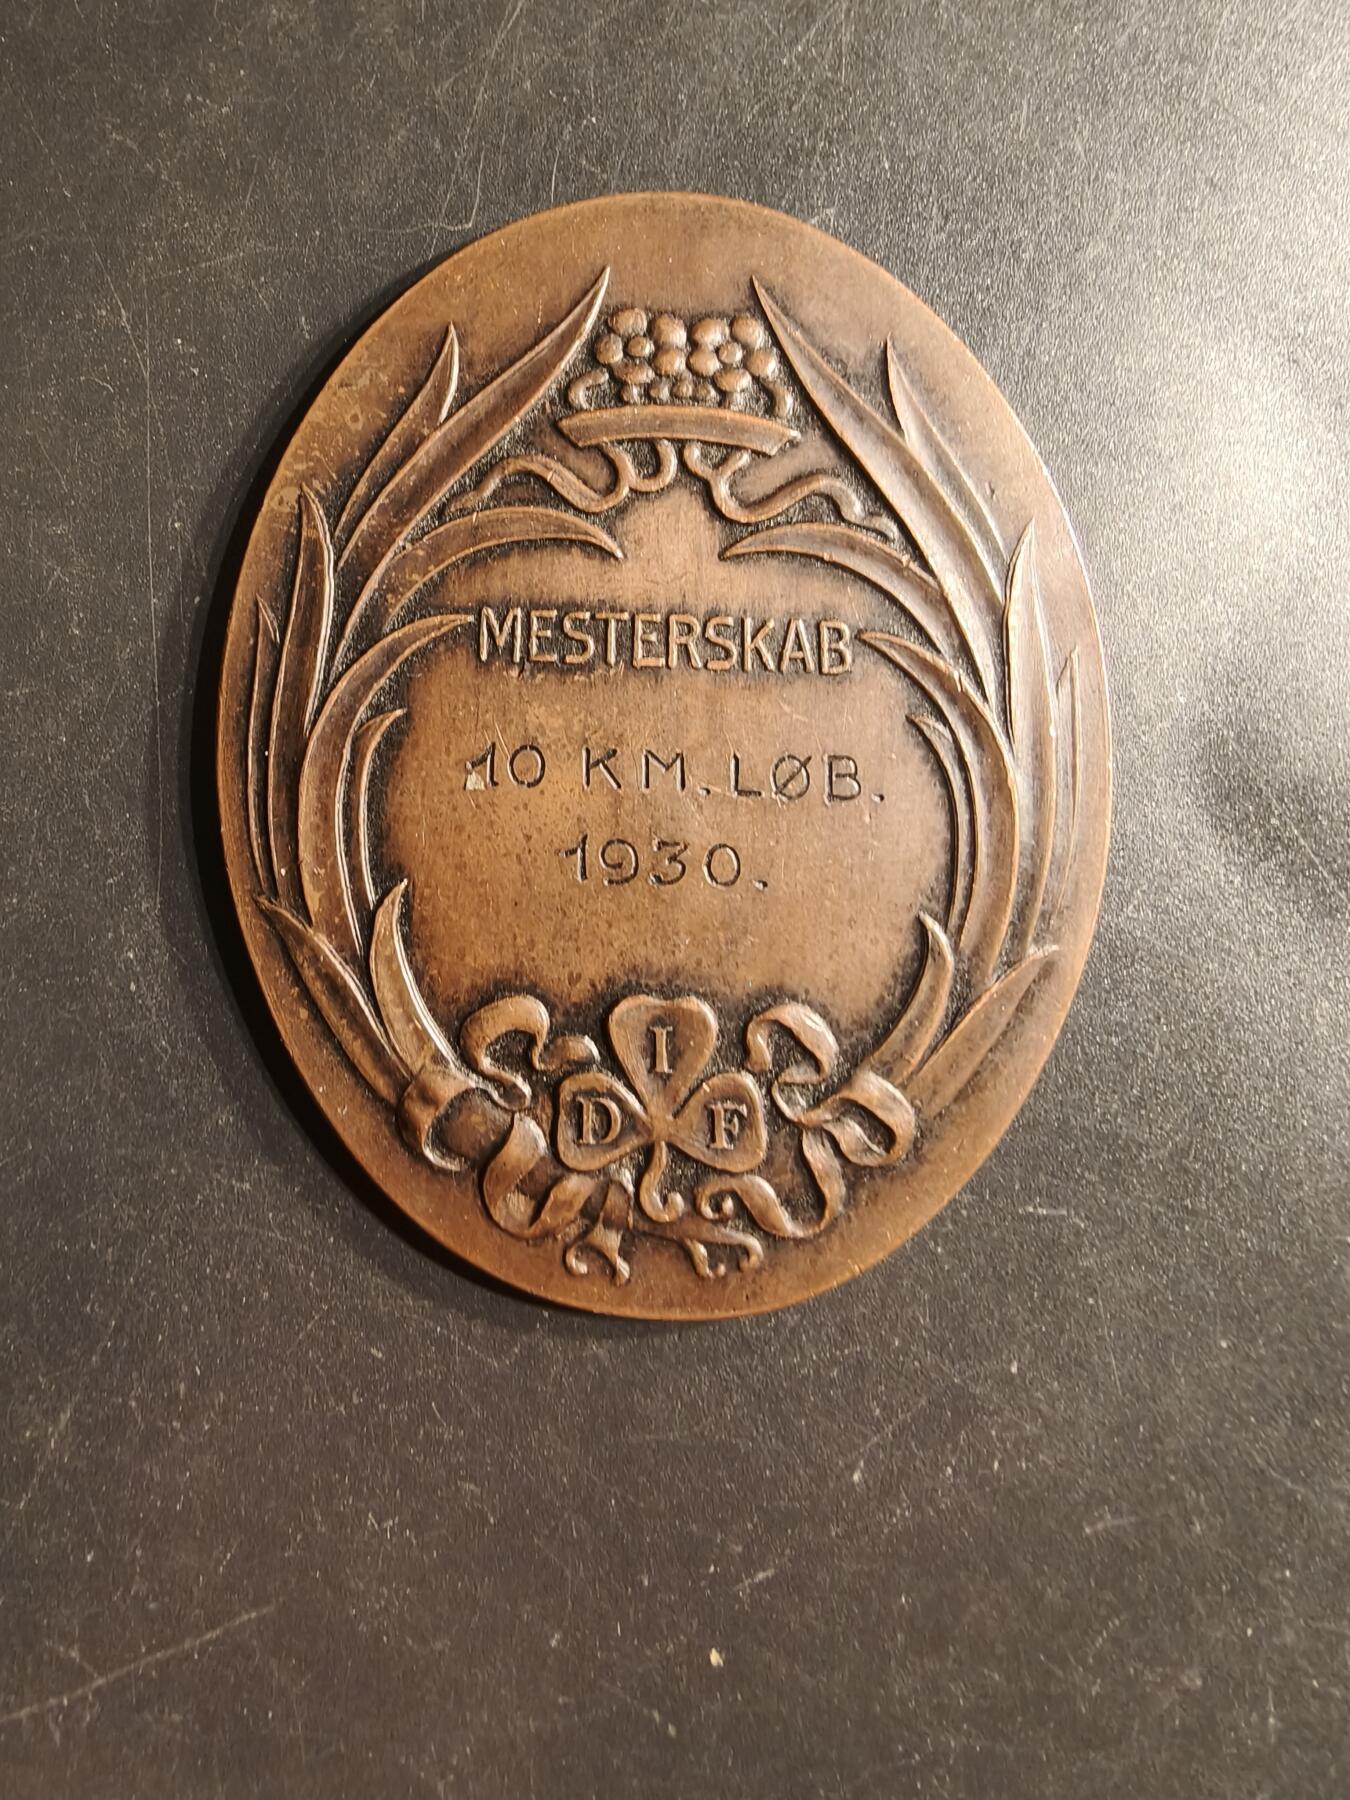 MESTERSKAB
10 KM. LØB.
1930.
I
D F